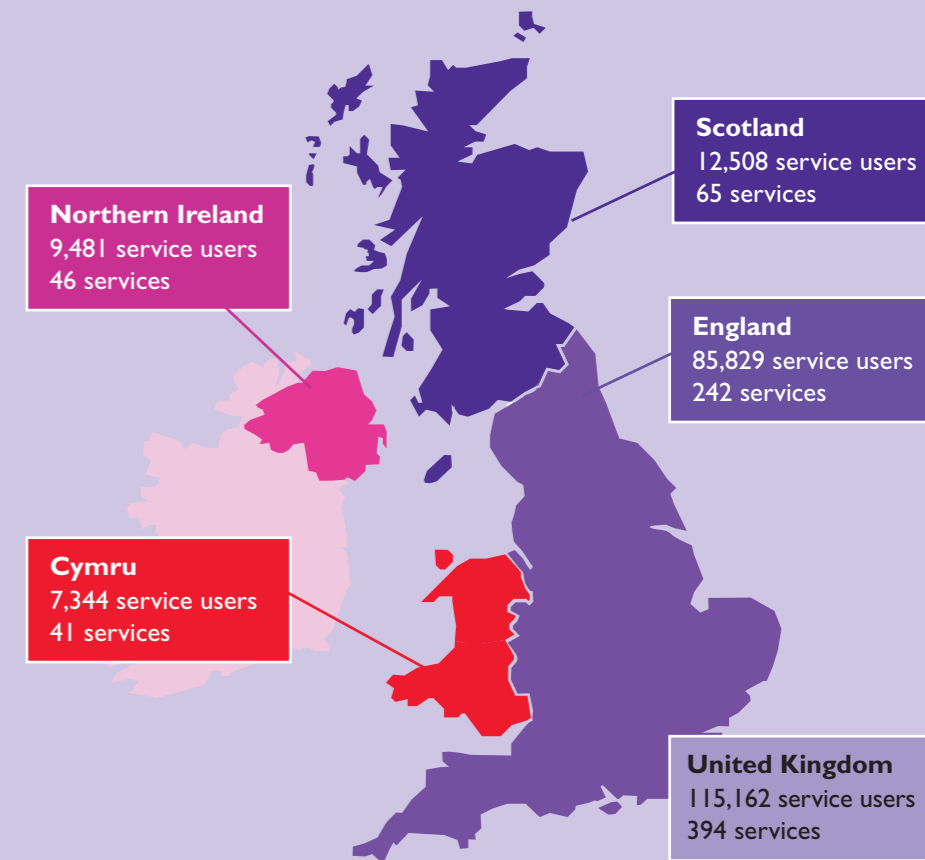 Scotland
12,508 service users
65 services
Northern Ireland
9,481 service users
46 services
England
85,829 service users
242 services
Cymru
7,344 service users
41 services
United Kingdom
115,162 service users
394 services